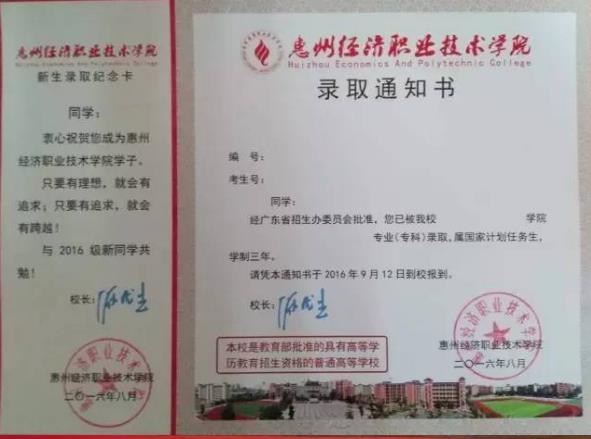 惠州经济职业技术学院
Huizhou Economics And Polytechnic College
新生录取纪念卡
同学：
衷心祝贺您成为惠州
经济职业技术学院学子。
只要有理想，就会有
追求；只要有追求，就会
有跨越！
与 2016 级新同学共
勉！
校长：
惠州经济职业技术学院
二〇一六年八月
惠州经济职业技术学院
Huizhou Economics And Polytechnic College
录取通知书
编 号：
考生号：
同学：
经广东省招生办委员会批准，您已被我校 学院
专业（专科）录取，属国家计划任务生，
学制三年。
请凭本通知书于 2016 年 9 月 12 日到校报到。
校长：
本校是教育部批准的具有高等学
历教育招生资格的普通高等学校
惠州经济职业技术学院
二〇一六年八月